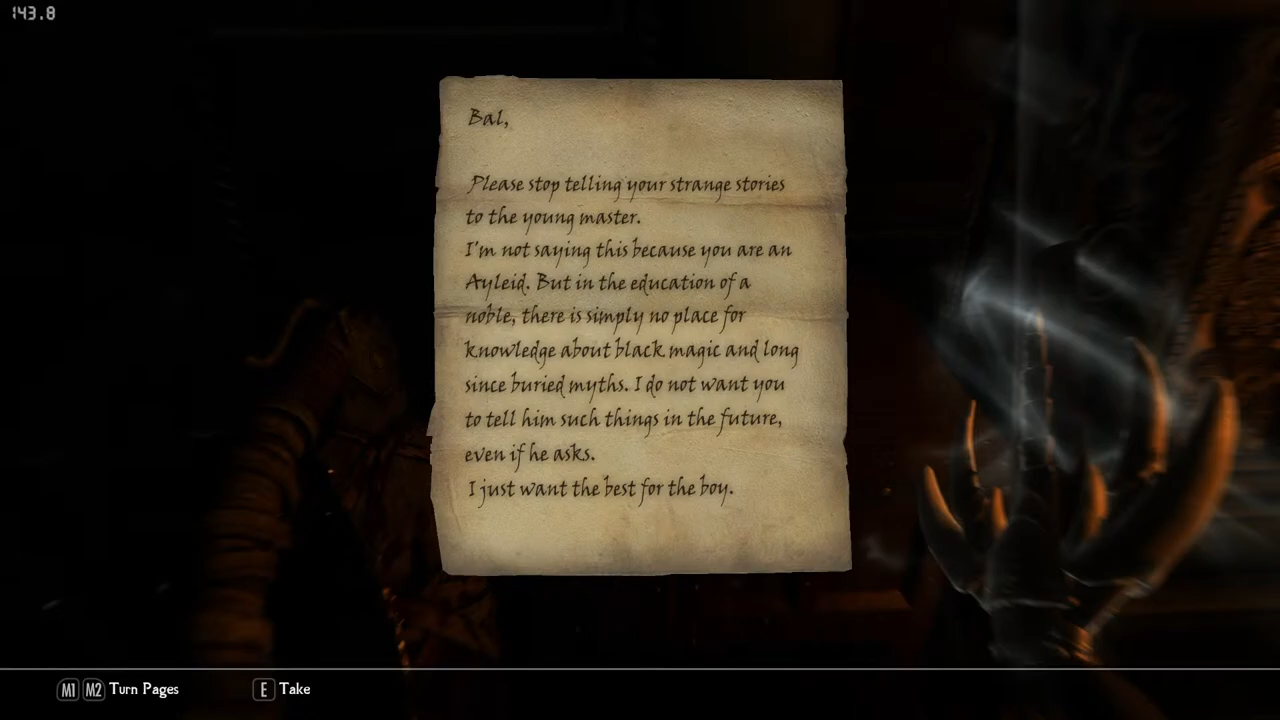 143.8
Bal,
Please stop telling your strange stories
to the young master.
I'm not saying this because you are an
Ayleid. But in the education of a
noble, there is simply no place for
knowledge about black magic and long
since buried myths. I do not want you
to tell him such things in the future,
even if he asks.
I just want the best for the boy.
M1 M2 Turn Pages E Take